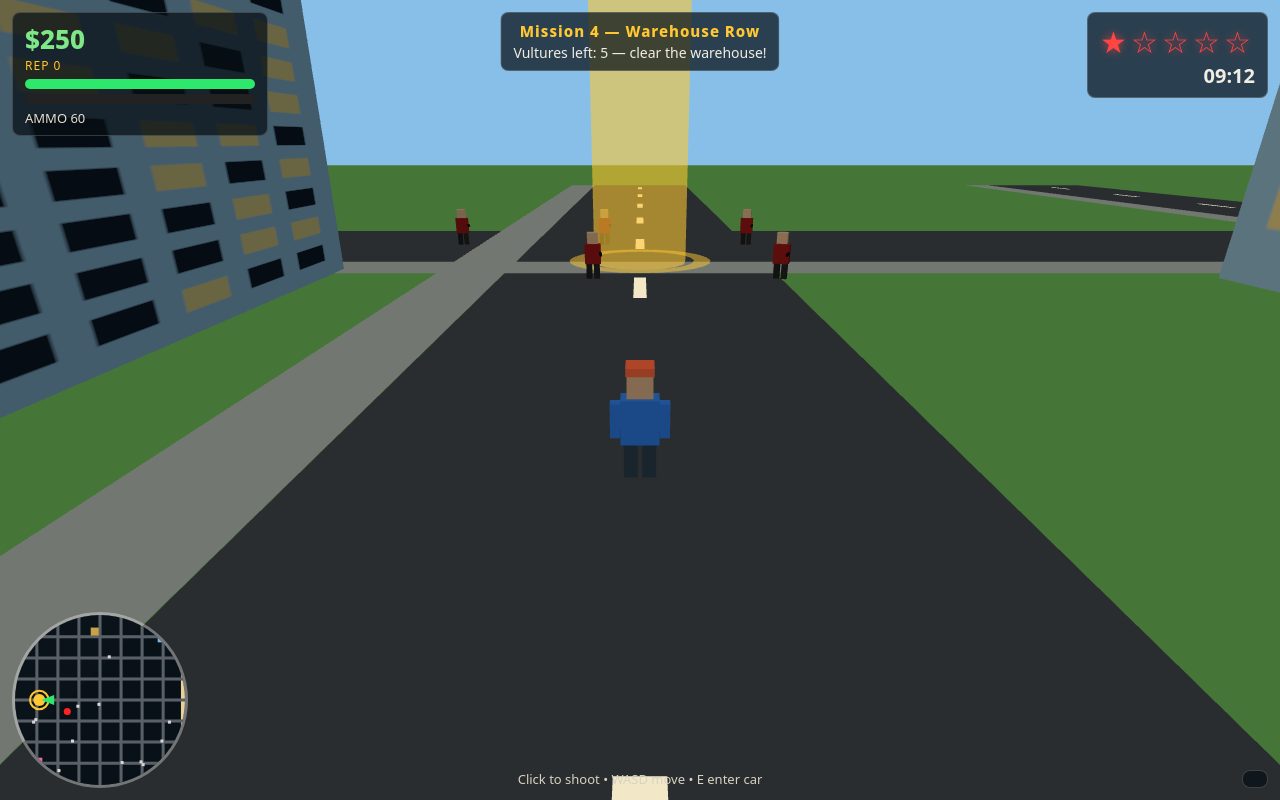 $250
REP 0
AMMO 60
Mission 4 — Warehouse Row
Vultures left: 5 — clear the warehouse!
09:12
Click to shoot • WASD move • E enter car